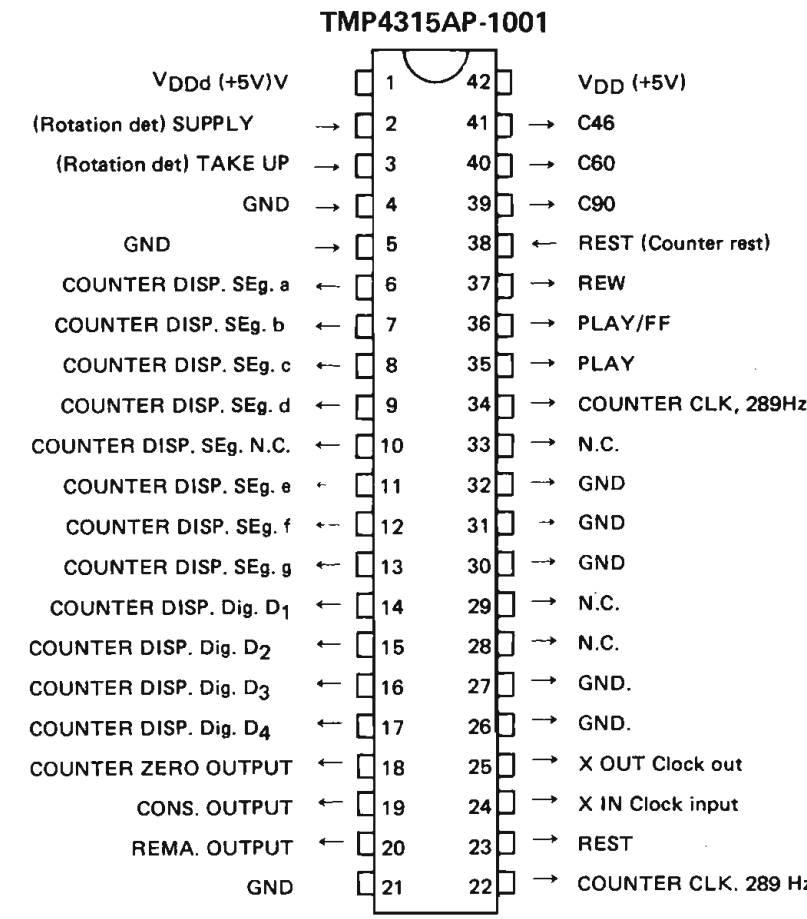 TMP4315AP-1001
VDDd (+5V)V 1 42 VDD (+5V)
(Rotation det) SUPPLY → 2 41 → C46
(Rotation det) TAKE UP → 3 40 → C60
GND → 4 39 → C90
GND → 5 38 ← REST (Counter rest)
COUNTER DISP. SEg. a ← 6 37 → REW
COUNTER DISP. SEg. b ← 7 36 → PLAY/FF
COUNTER DISP. SEg. c ← 8 35 → PLAY
COUNTER DISP. SEg. d ← 9 34 → COUNTER CLK, 289Hz
COUNTER DISP. SEg. N.C. ← 10 33 → N.C.
COUNTER DISP. SEg. e ← 11 32 → GND
COUNTER DISP. SEg. f ← 12 31 → GND
COUNTER DISP. SEg. g ← 13 30 → GND
COUNTER DISP. Dig. D1 ← 14 29 → N.C.
COUNTER DISP. Dig. D2 ← 15 28 → N.C.
COUNTER DISP. Dig. D3 ← 16 27 → GND.
COUNTER DISP. Dig. D4 ← 17 26 → GND.
COUNTER ZERO OUTPUT ← 18 25 → X OUT Clock out
CONS. OUTPUT ← 19 24 → X IN Clock input
REMA. OUTPUT ← 20 23 → REST
GND 21 22 → COUNTER CLK. 289 Hz